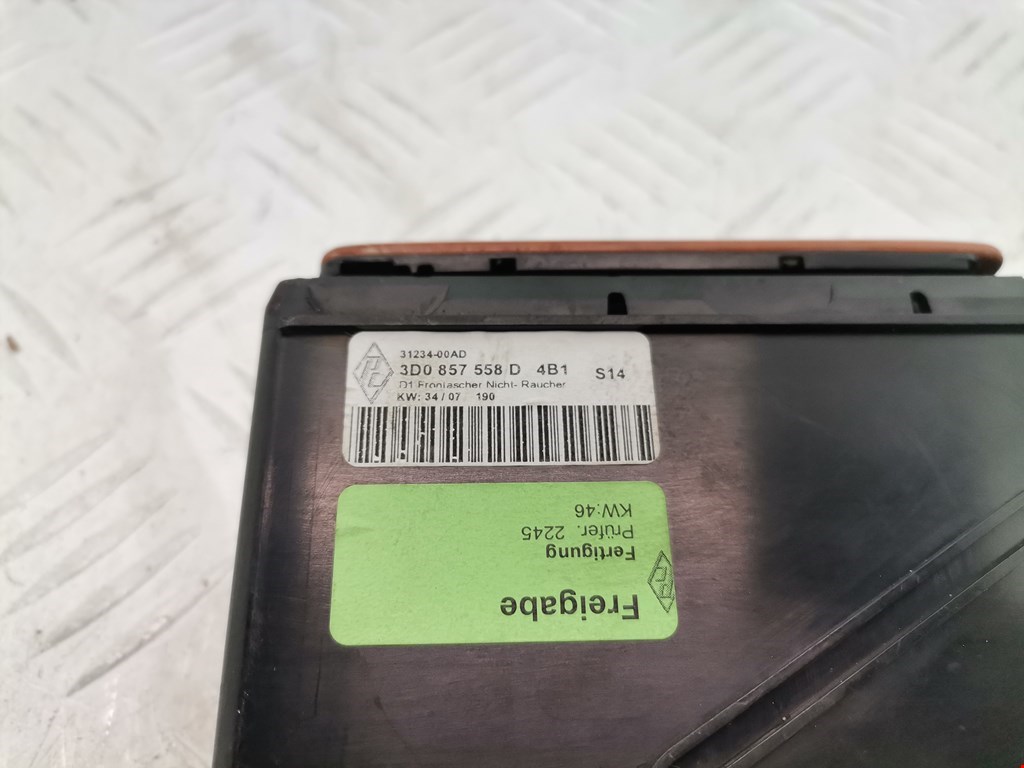 31234-00AD
3D0 857 558 D 4B1 S14
D1 Frontascher Nicht- Raucher
KW: 34/07 190
Freigabe
Fertigung
Prüfer. 2245
KW:46